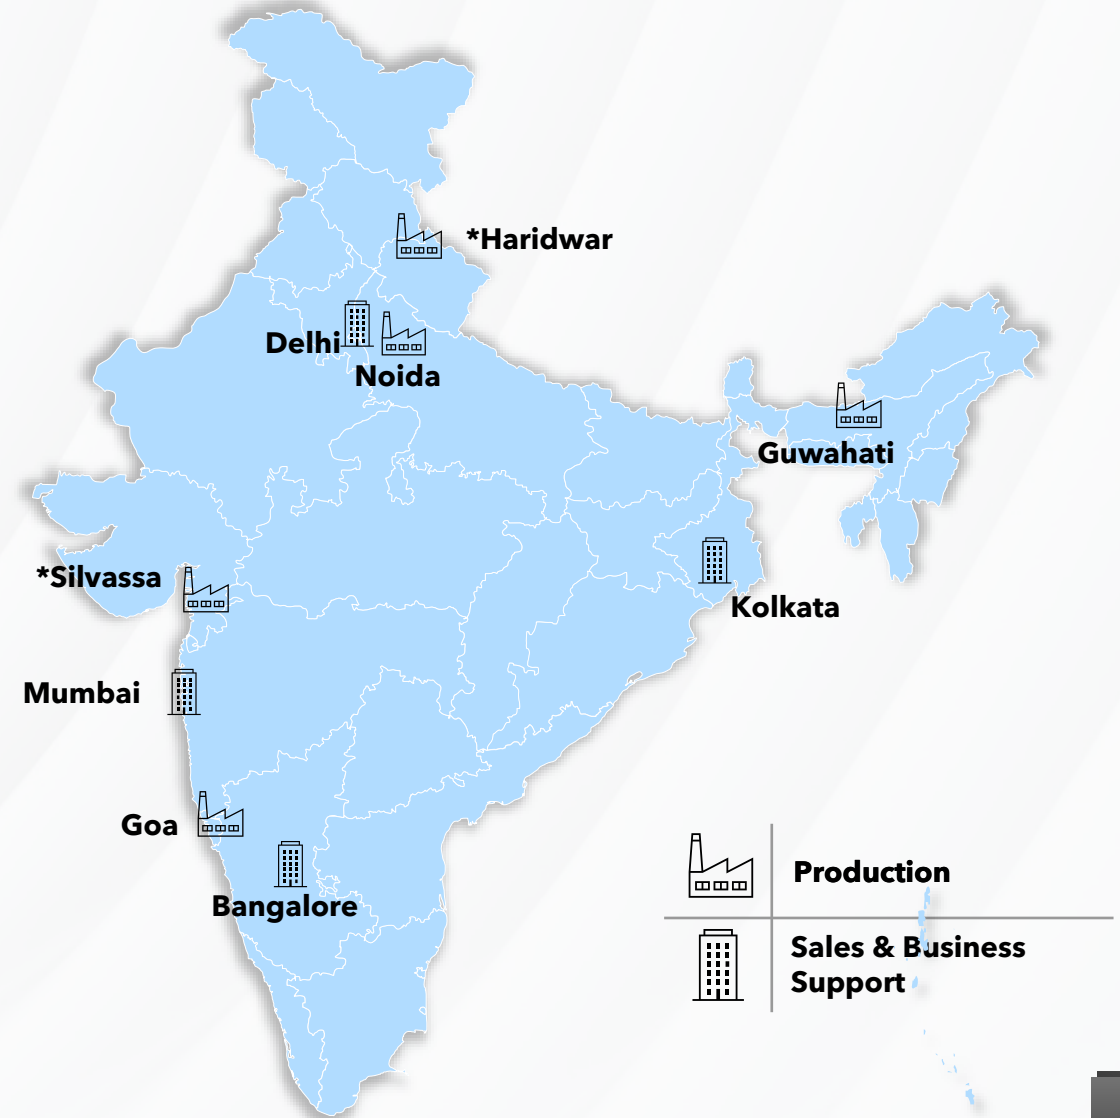 *Haridwar
Delhi
Noida
Guwahati
*Silvassa
Kolkata
Mumbai
Goa
Bangalore
Production
Sales & Business
Support